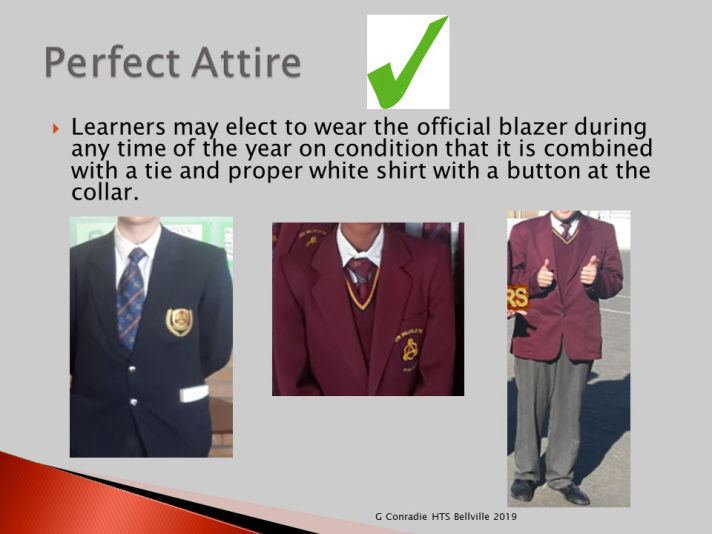 Perfect Attire
Learners may elect to wear the official blazer during
any time of the year on condition that it is combined
with a tie and proper white shirt with a button at the
collar.
RS
G Conradie HTS Bellville 2019